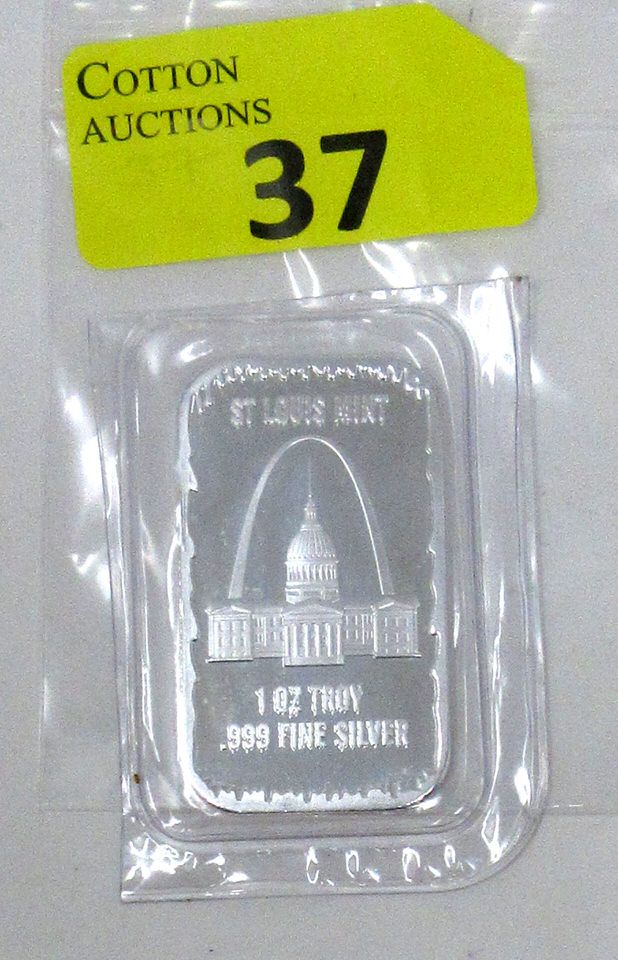 COTTON
AUCTIONS
37
ST LOUIS MINT
1 OZ TROY
.999 FINE SILVER